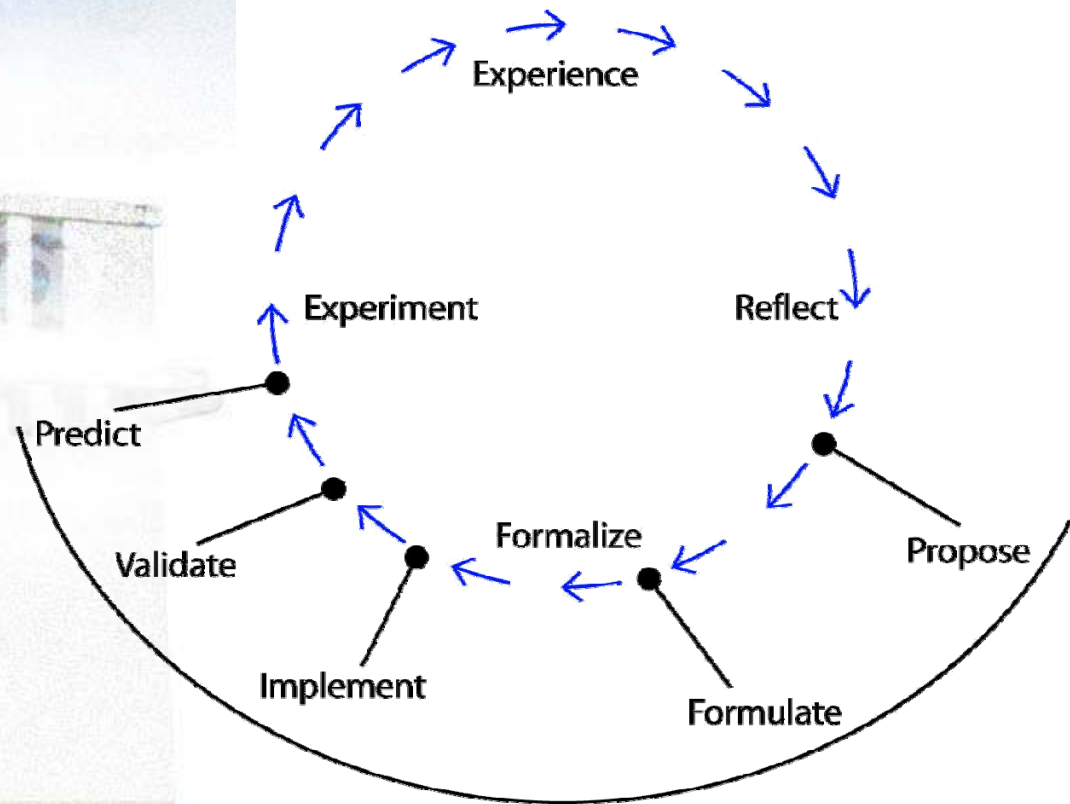 Experience
Experiment
Reflect
Predict
Formalize
Propose
Validate
Implement
Formulate